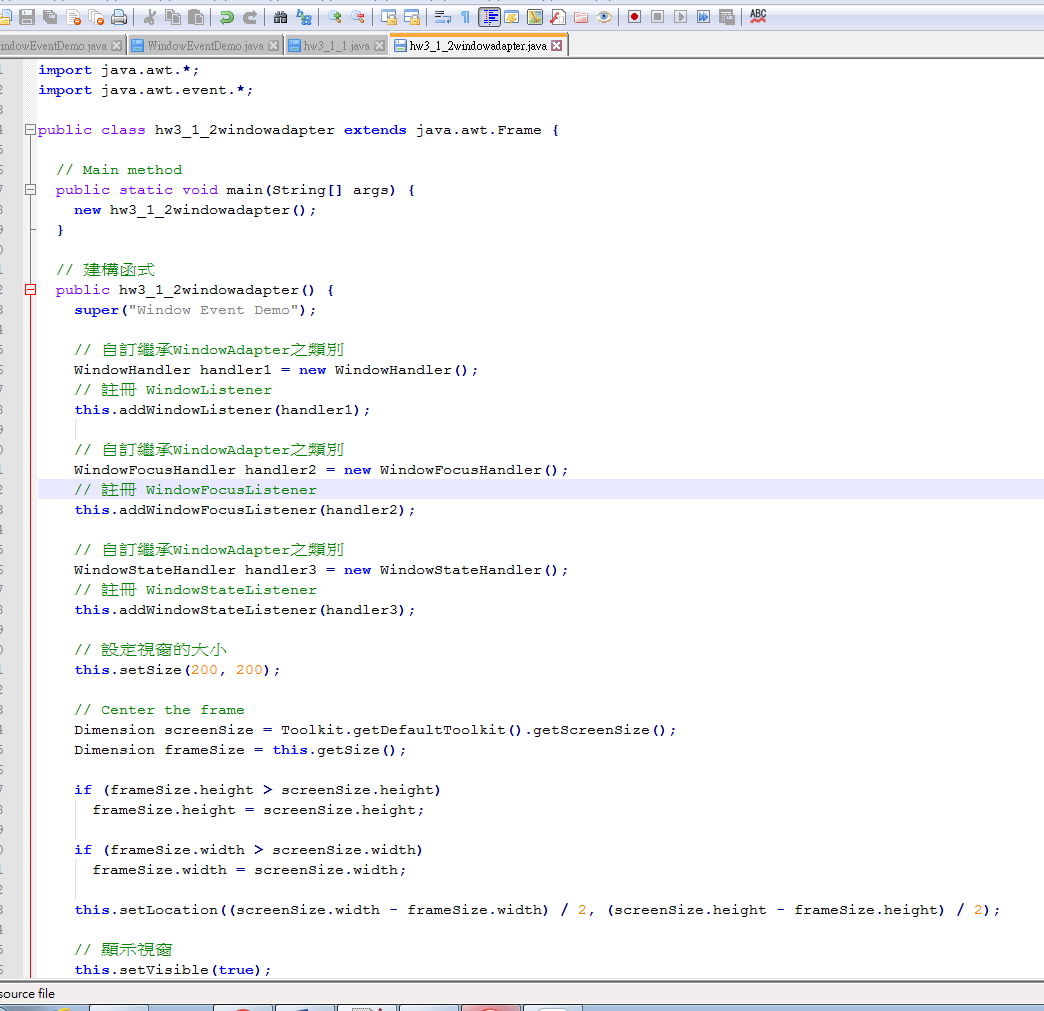 ABC
indowEventDemo.java
WindowEventDemo.java
hw3_1_1.java
hw3_1_2windowadapter.java
import java.awt.*;
import java.awt.event.*;
public class hw3_1_2windowadapter extends java.awt.Frame {
// Main method
public static void main(String[] args) {
new hw3_1_2windowadapter();
}
// 建構函式
public hw3_1_2windowadapter() {
super("Window Event Demo");
// 自訂繼承WindowAdapter之類別
WindowHandler handler1 = new WindowHandler();
// 註冊 WindowListener
this.addWindowListener(handler1);
// 自訂繼承WindowAdapter之類別
WindowFocusHandler handler2 = new WindowFocusHandler();
// 註冊 WindowFocusListener
this.addWindowFocusListener(handler2);
// 自訂繼承WindowAdapter之類別
WindowStateHandler handler3 = new WindowStateHandler();
// 註冊 WindowStateListener
this.addWindowStateListener(handler3);
// 設定視窗的大小
this.setSize(200, 200);
// Center the frame
Dimension screenSize = Toolkit.getDefaultToolkit().getScreenSize();
Dimension frameSize = this.getSize();
if (frameSize.height > screenSize.height)
frameSize.height = screenSize.height;
if (frameSize.width > screenSize.width)
frameSize.width = screenSize.width;
this.setLocation((screenSize.width - frameSize.width) / 2, (screenSize.height - frameSize.height) / 2);
// 顯示視窗
this.setVisible(true);
source file